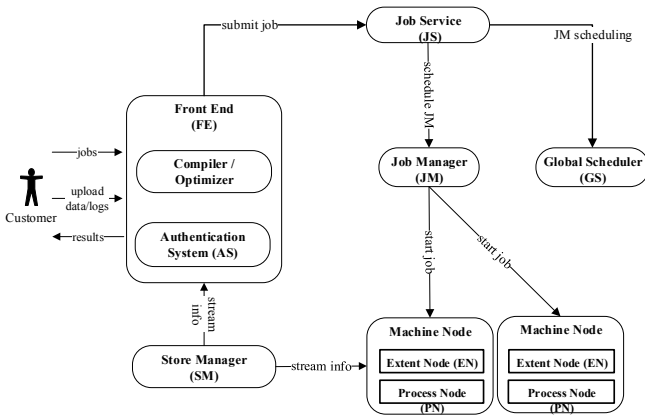 submit job
Job Service
(JS)
JM scheduling
schedule JM
Front End
(FE)
jobs
Compiler /
Optimizer
Job Manager
(JM)
Global Scheduler
(GS)
upload
data/logs
Customer
results
Authentication
System (AS)
start job
start job
stream
info
Store Manager
(SM)
stream info
Machine Node
Extent Node (EN)
Process Node
(PN)
Machine Node
Extent Node (EN)
Process Node
(PN)